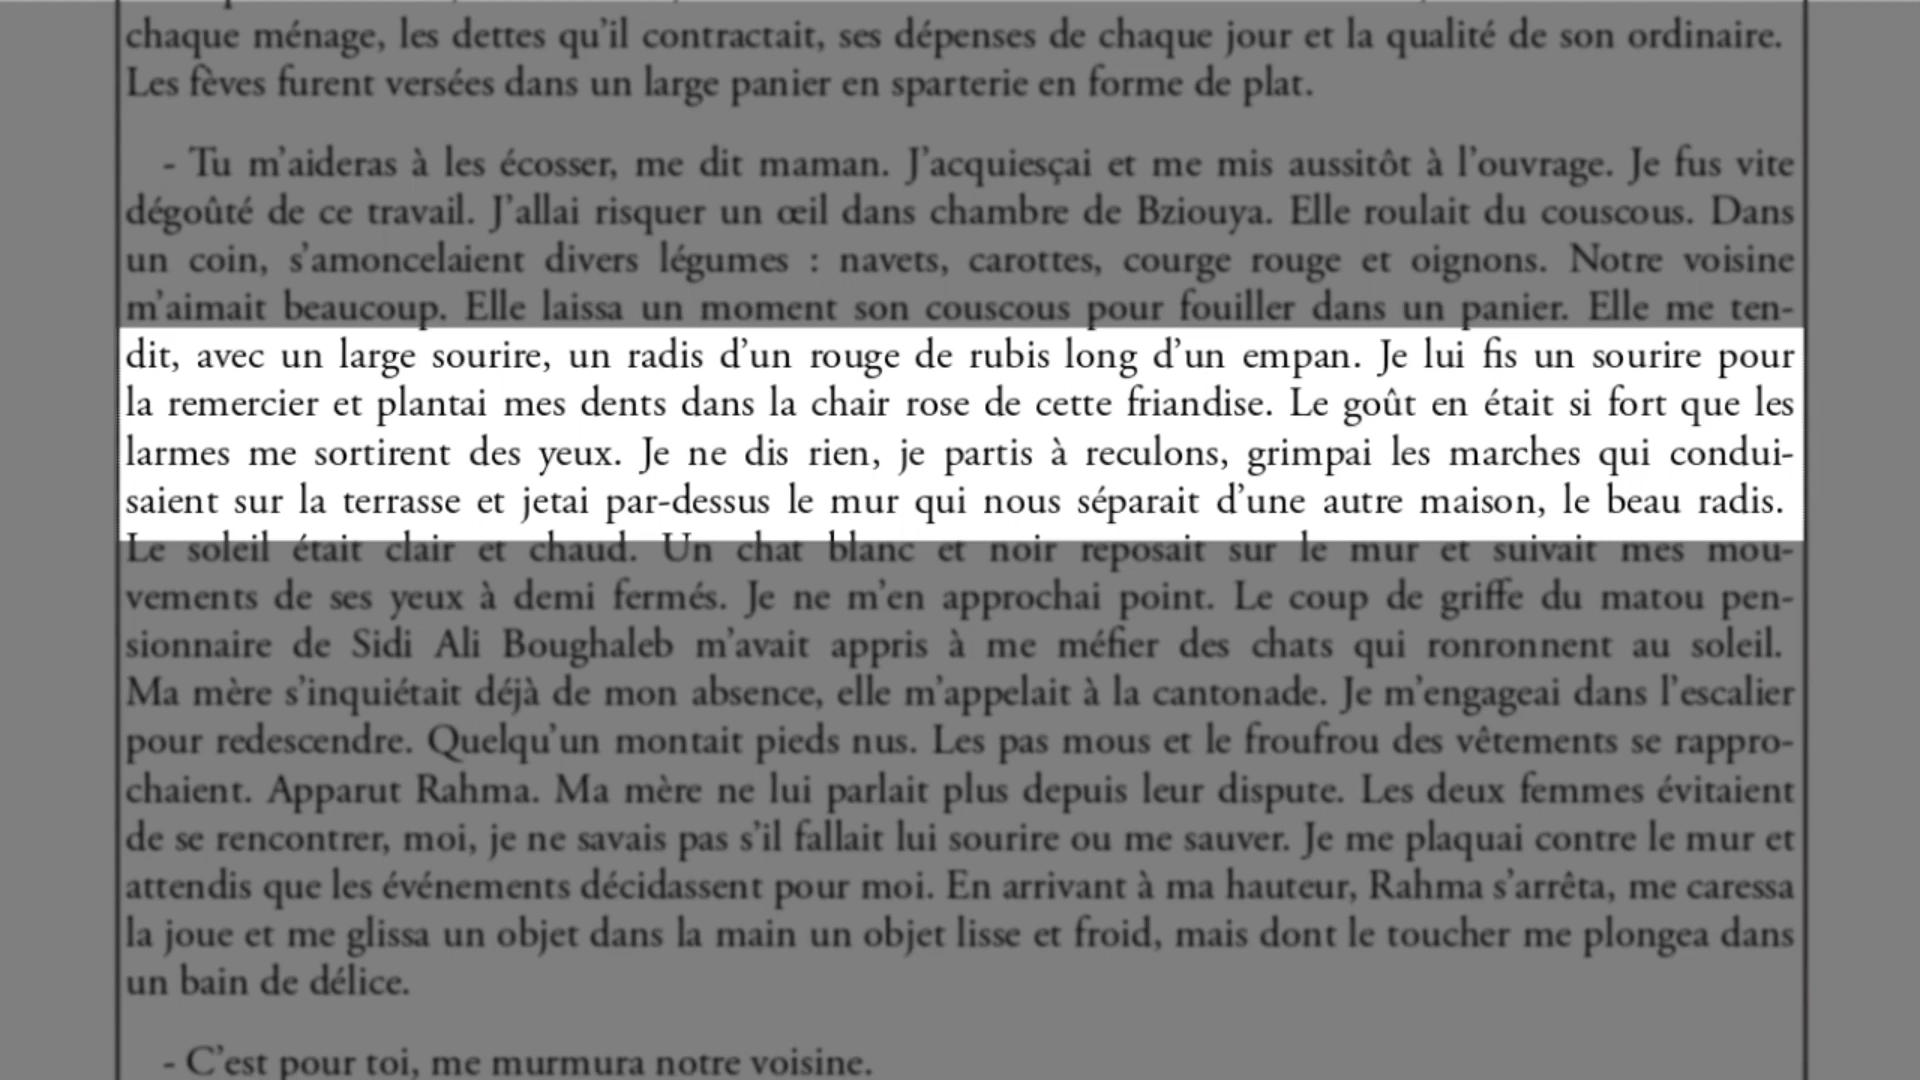 chaque ménage, les dettes qu'il contractait, ses dépenses de chaque jour et la qualité de son ordinaire.
Les fèves furent versées dans un large panier en sparterie en forme de plat.
- Tu m'aideras à les écosser, me dit maman. J'acquiesçai et me mis aussitôt à l'ouvrage. Je fus vite
dégoûté de ce travail. J'allai risquer un œil dans chambre de Bziouya. Elle roulait du couscous. Dans
un coin, s'amoncelaient divers légumes : navets, carottes, courge rouge et oignons. Notre voisine
m'aimait beaucoup. Elle laissa un moment son couscous pour fouiller dans un panier. Elle me ten-
dit, avec un large sourire, un radis d'un rouge de rubis long d'un empan. Je lui fis un sourire pour
la remercier et plantai mes dents dans la chair rose de cette friandise. Le goût en était si fort que les
larmes me sortirent des yeux. Je ne dis rien, je partis à reculons, grimpai les marches qui condui-
saient sur la terrasse et jetai par-dessus le mur qui nous séparait d'une autre maison, le beau radis.
Le soleil était clair et chaud. Un chat blanc et noir reposait sur le mur et suivait mes mou-
vements de ses yeux à demi fermés. Je ne m'en approchai point. Le coup de griffe du matou pen-
sionnaire de Sidi Ali Boughaleb m'avait appris à me méfier des chats qui ronronnent au soleil.
Ma mère s'inquiétait déjà de mon absence, elle m'appelait à la cantonade. Je m'engageai dans l'escalier
pour redescendre. Quelqu'un montait pieds nus. Les pas mous et le froufrou des vêtements se rappro-
chaient. Apparut Rahma. Ma mère ne lui parlait plus depuis leur dispute. Les deux femmes évitaient
de se rencontrer, moi, je ne savais pas s'il fallait lui sourire ou me sauver. Je me plaquai contre le mur et
attendis que les événements décidassent pour moi. En arrivant à ma hauteur, Rahma s'arrêta, me caressa
la joue et me glissa un objet dans la main un objet lisse et froid, mais dont le toucher me plongea dans
un bain de délice.
- C'est pour toi, me murmura notre voisine.